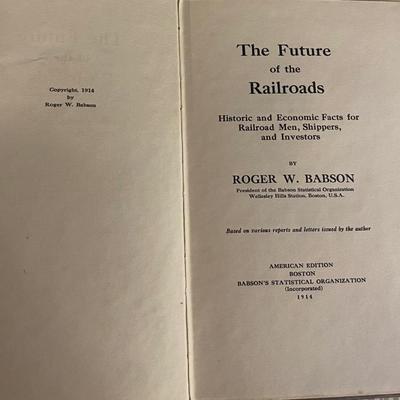 Copyright, 1914
by
Roger W. Babson
The Future
of the
Railroads
Historic and Economic Facts for
Railroad Men, Shippers,
and Investors
BY
ROGER W. BABSON
President of the Babson Statistical Organization
Wellesley Hills Station, Boston, U.S.A.
Based on various reports and letters issued by the author
AMERICAN EDITION
BOSTON
BABSON'S STATISTICAL ORGANIZATION
(Incorporated)
1914